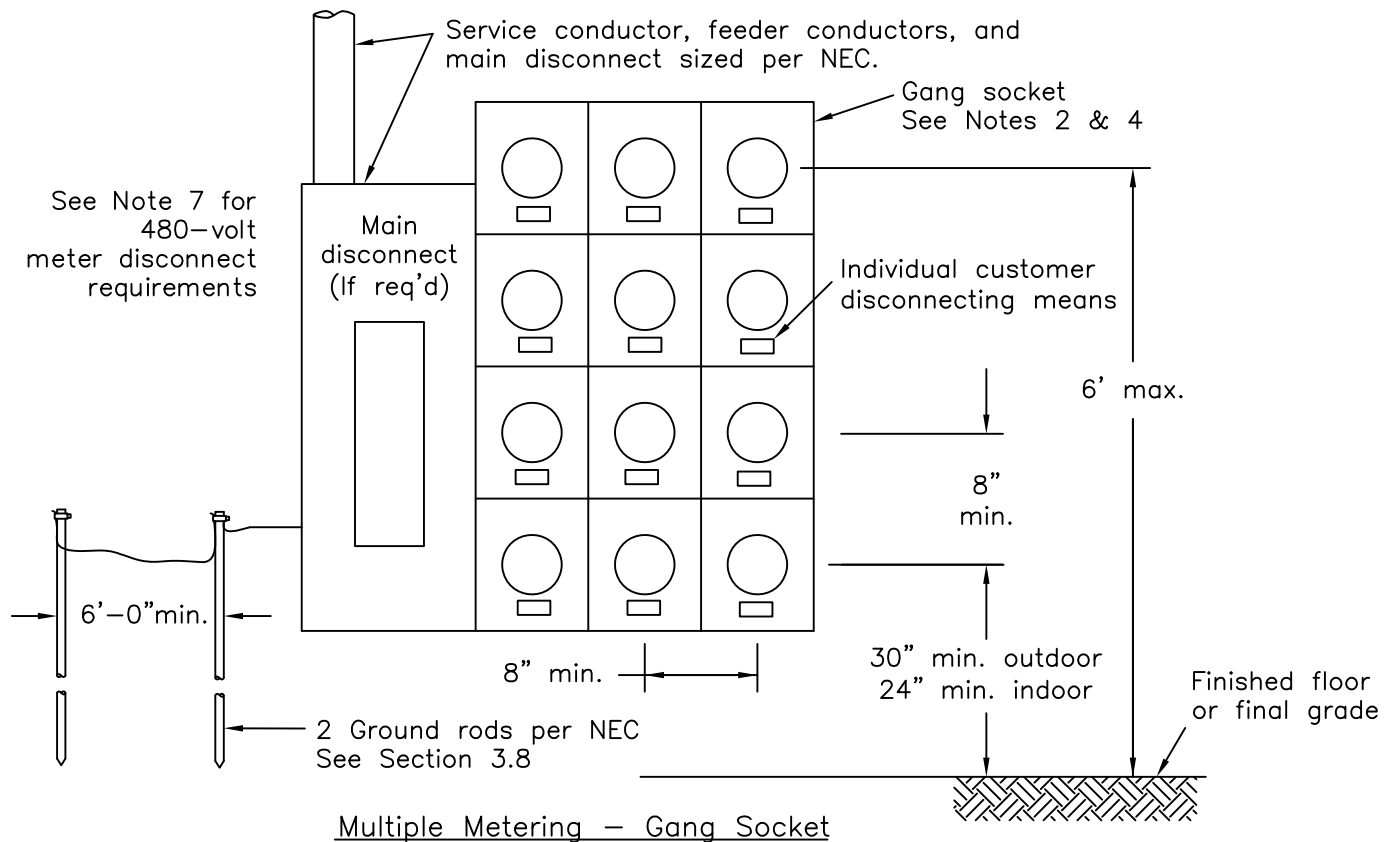 Service conductor, feeder conductors, and
main disconnect sized per NEC.
Gang socket
See Notes 2 & 4
See Note 7 for
480-volt
meter disconnect
requirements
Main
disconnect
(If req'd)
Individual customer
disconnecting means
6' max.
8"
min.
6'-0"min.
8" min.
30" min. outdoor
24" min. indoor
Finished floor
or final grade
2 Ground rods per NEC
See Section 3.8
Multiple Metering - Gang Socket